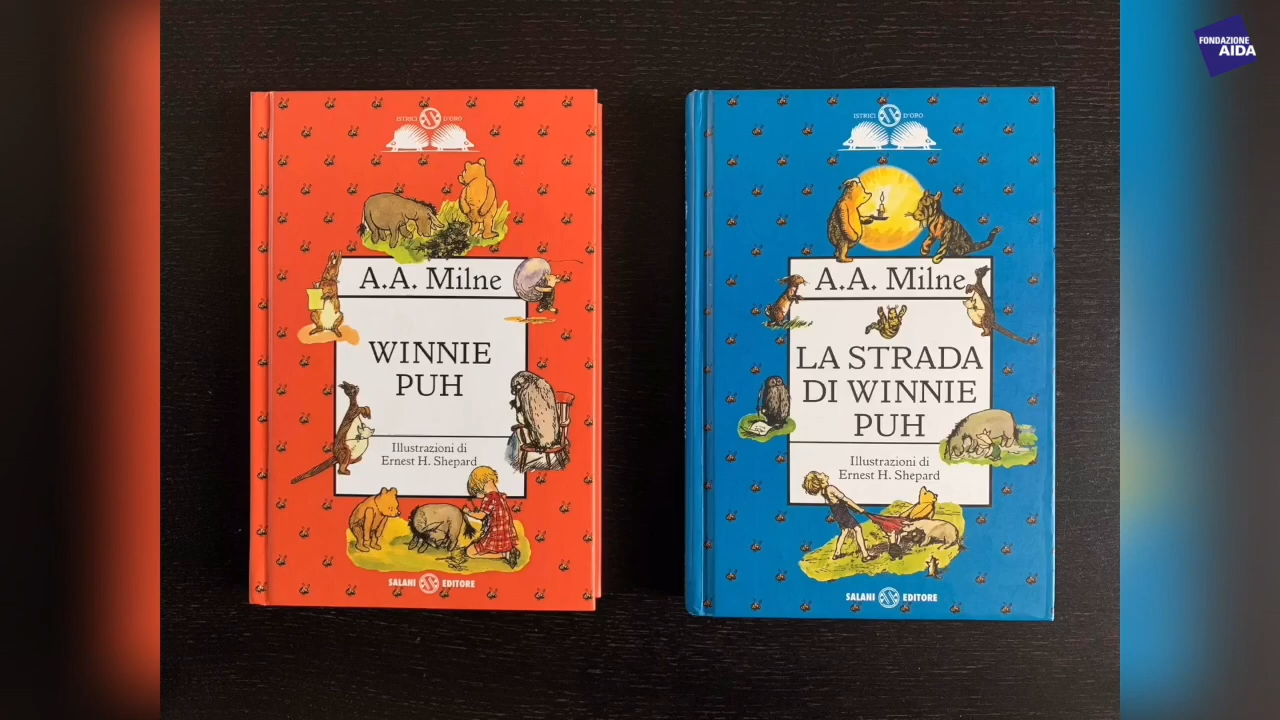 FONDAZIONE
AIDA
ISTRICI D'ORO
A.A. Milne
WINNIE
PUH
Illustrazioni di
Ernest H. Shepard
SALANI EDITORE
ISTRICI D'ORO
A.A. Milne
LA STRADA
DI WINNIE
PUH
Illustrazioni di
Ernest H. Shepard
SALANI EDITORE